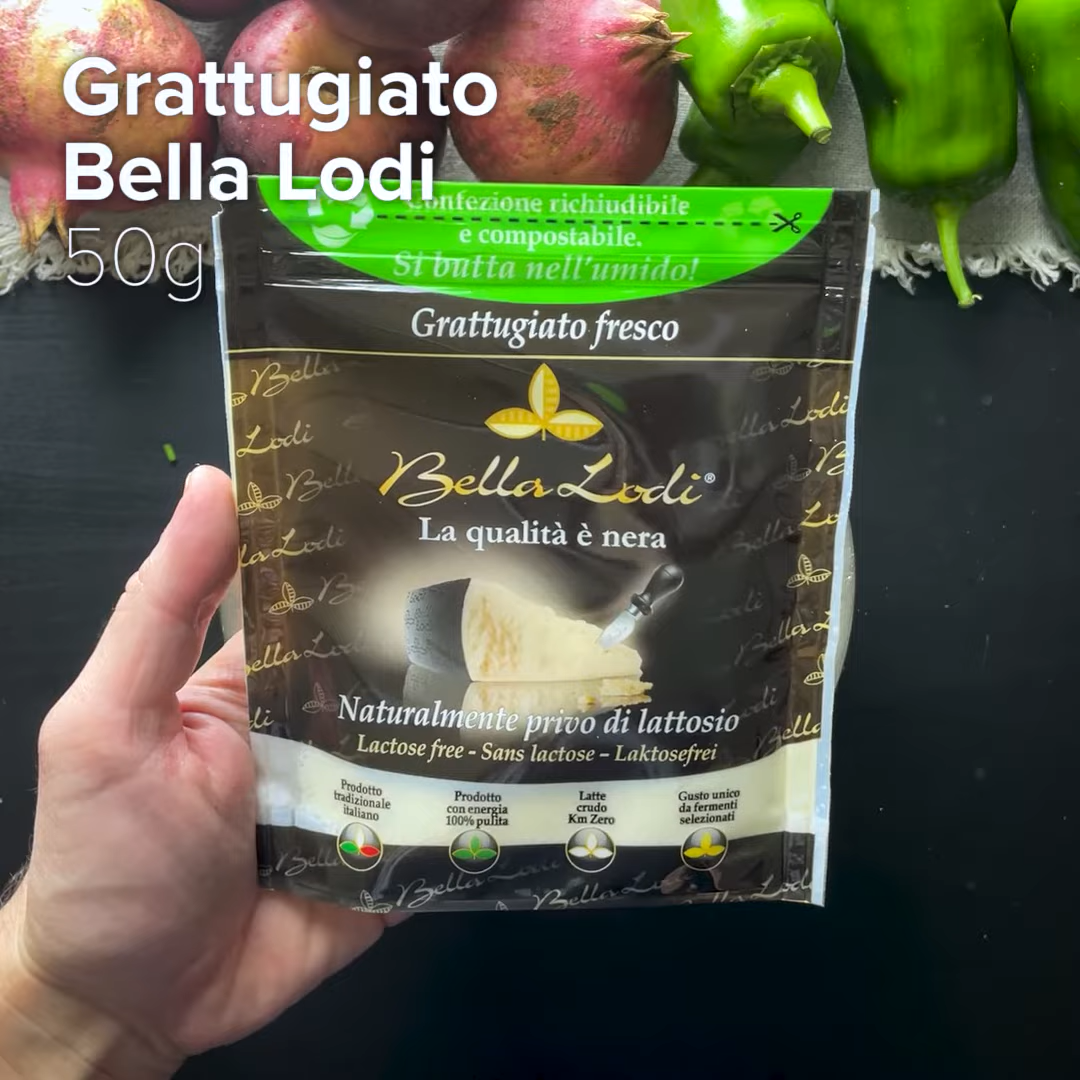 Grattugiato
Bella Lodi
50g
Confezione richiudibile
e compostabile.
Si butta nell'umido!
Grattugiato fresco
Bella Lodi®
La qualità è nera
Naturalmente privo di lattosio
Lactose free - Sans lactose - Laktosefrei
Prodotto
tradizionale
italiano
Prodotto
con energia
100% pulita
Latte
crudo
Km Zero
Gusto unico
da fermenti
selezionati